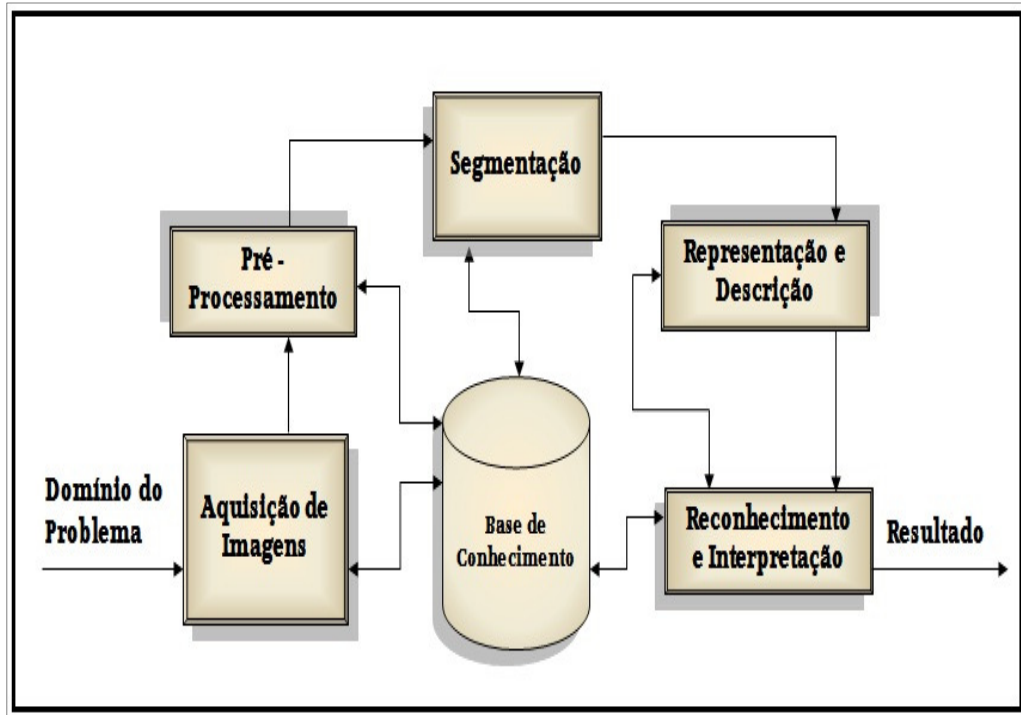 Segmentação
Pré -
Processamento
Representação e
Descrição
Domínio do
Problema
Aquisição de
Imagens
Base de
Conhecimento
Reconhecimento
e Interpretação
Resultado